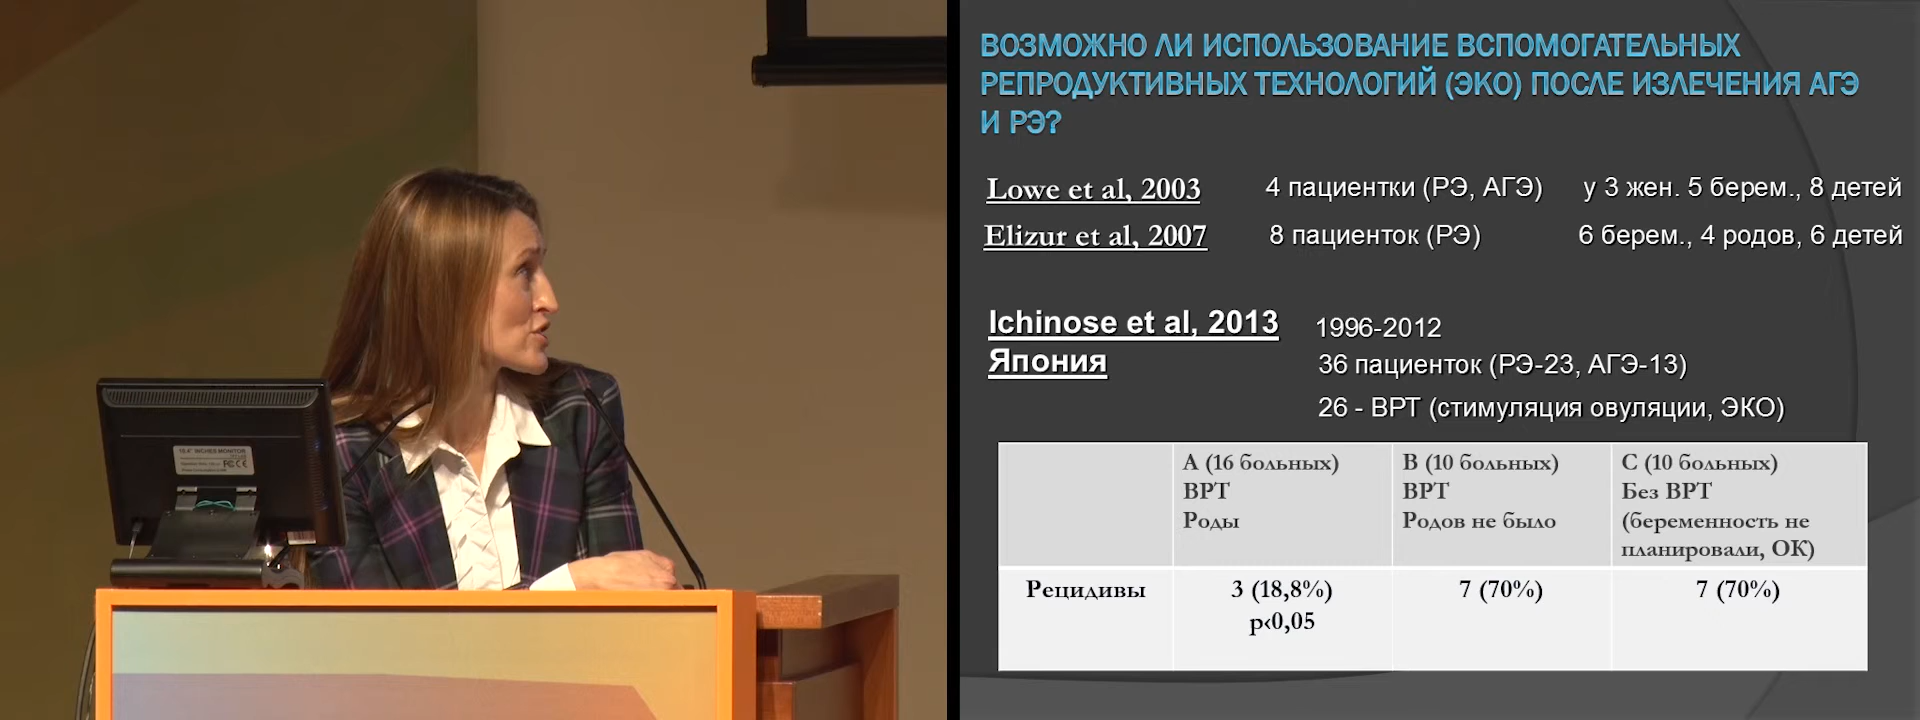 ВОЗМОЖНО ЛИ ИСПОЛЬЗОВАНИЕ ВСПОМОГАТЕЛЬНЫХ
РЕПРОДУКТИВНЫХ ТЕХНОЛОГИЙ (ЭКО) ПОСЛЕ ИЗЛЕЧЕНИЯ АГЭ
И РЭ?
Lowe et al, 2003 4 пациентки (РЭ, АГЭ) у 3 жен. 5 берем., 8 детей
Elizur et al, 2007 8 пациенток (РЭ) 6 берем., 4 родов, 6 детей
Ichinose et al, 2013 1996-2012
Япония 36 пациенток (РЭ-23, АГЭ-13)
26 - ВРТ (стимуляция овуляции, ЭКО)
А (16 больных)
ВРТ
Роды
В (10 больных)
ВРТ
Родов не было
С (10 больных)
Без ВРТ
(беременность не
планировали, ОК)
Рецидивы 3 (18,8%) 7 (70%) 7 (70%)
p<0,05